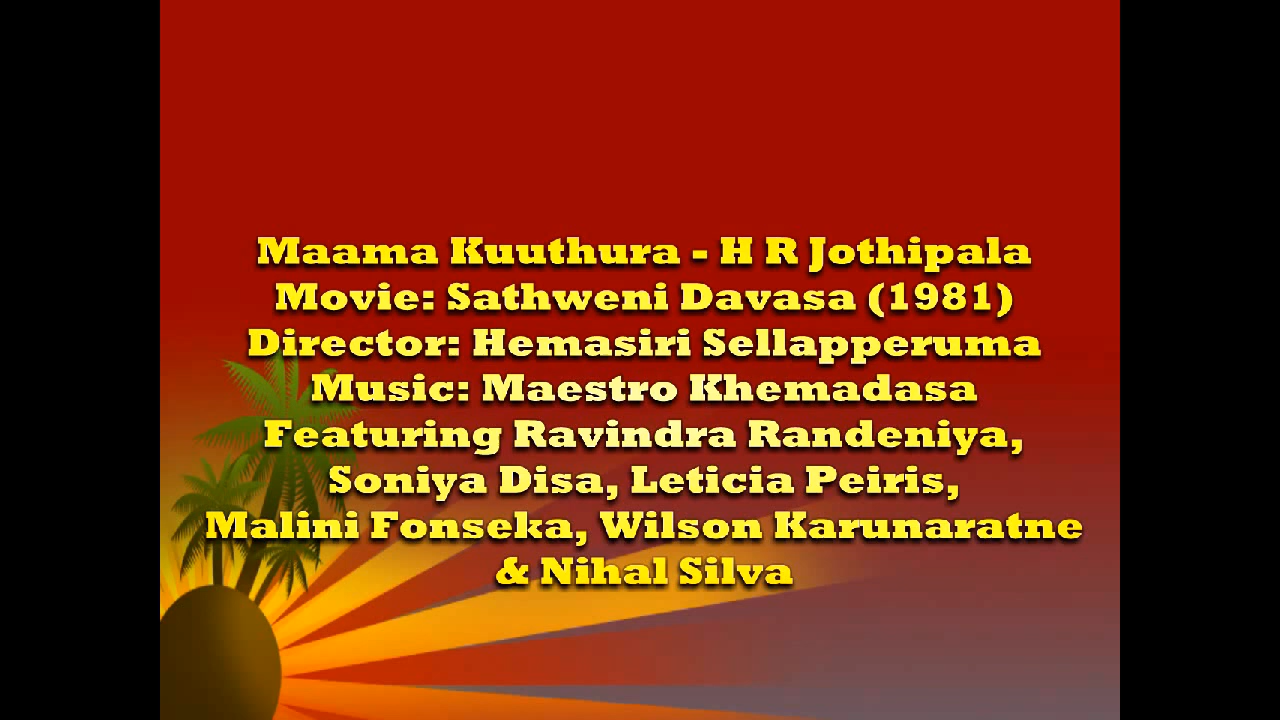 Maama Kuuthura - H R Jothipala
Movie: Sathweni Davasa (1981)
Director: Hemasiri Sellapperuma
Music: Maestro Khemadasa
Featuring Ravindra Randeniya,
Soniya Disa, Leticia Peiris,
Malini Fonseka, Wilson Karunaratne
& Nihal Silva